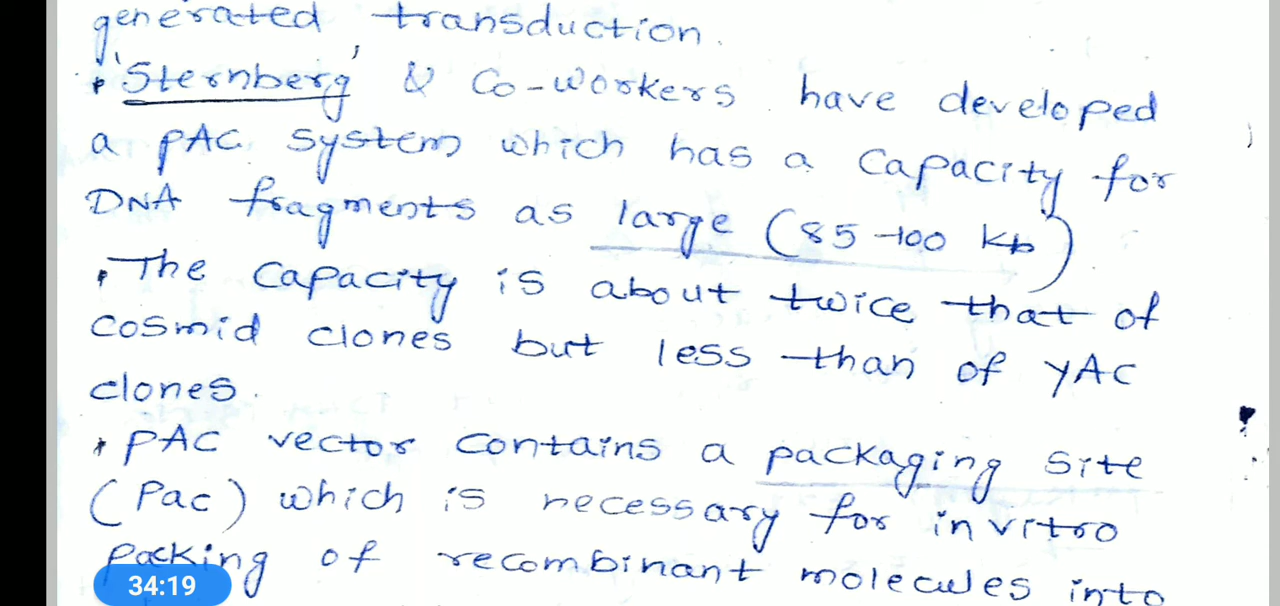 generated transduction.
• 'Sternberg' & Co-workers have developed
a PAC system which has a capacity for
DNA fragments as large (85-100 kb)
• The capacity is about twice that of
cosmid clones but less than of YAC
clones.
• PAC vector contains a packaging site
(Pac) which is necessary for in vitro
packing of recombinant molecules into
34:19